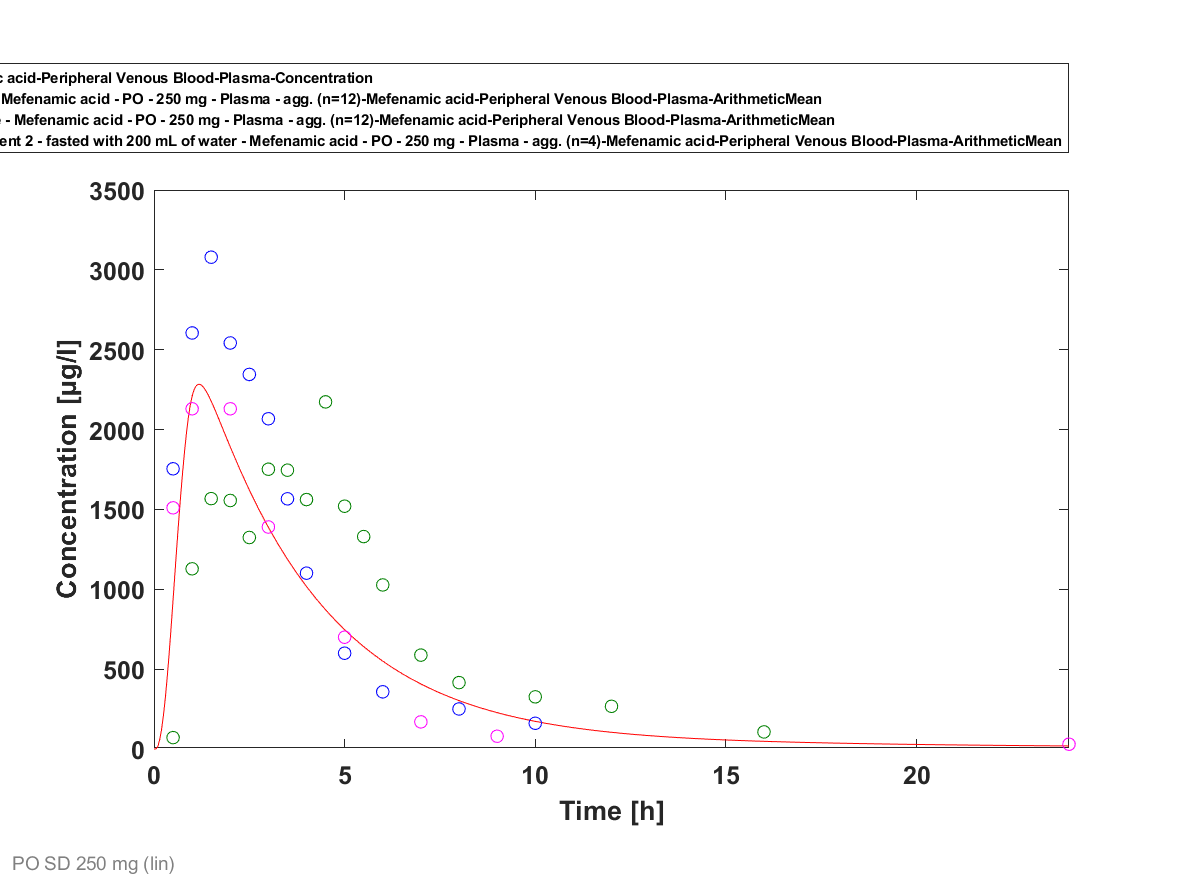 acid-Peripheral Venous Blood-Plasma-Concentration
Mefenamic acid - PO - 250 mg - Plasma - agg. (n=12)-Mefenamic acid-Peripheral Venous Blood-Plasma-ArithmeticMean
- Mefenamic acid - PO - 250 mg - Plasma - agg. (n=12)-Mefenamic acid-Peripheral Venous Blood-Plasma-ArithmeticMean
2 - fasted with 200 mL of water - Mefenamic acid - PO - 250 mg - Plasma - agg. (n=4)-Mefenamic acid-Peripheral Venous Blood-Plasma-ArithmeticMean
3500
3000
2500
2000
1500
1000
500
0
Concentration [µg/l]
0 5 10 15 20
Time [h]
PO SD 250 mg (lin)